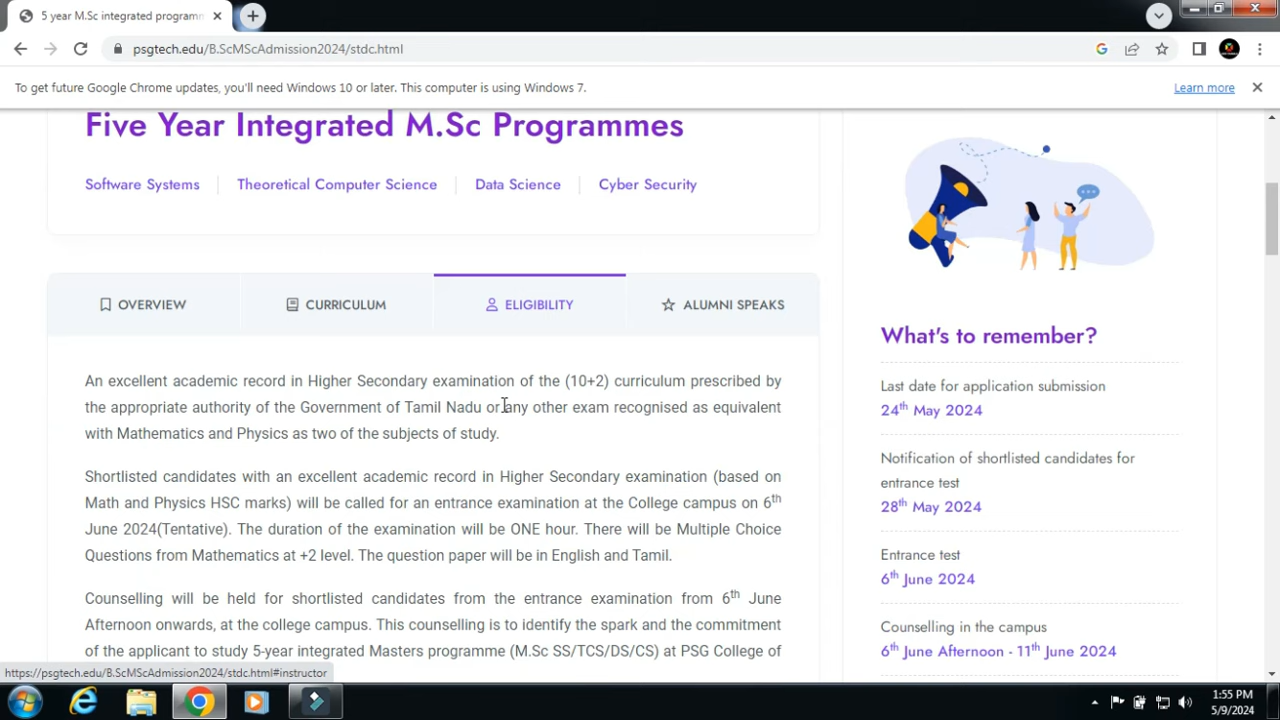 5 year M.Sc integrated programm
psgtech.edu/B.ScMScAdmission2024/stdc.html
To get future Google Chrome updates, you'll need Windows 10 or later. This computer is using Windows 7.
Learn more
Five Year Integrated M.Sc Programmes
Software Systems
Theoretical Computer Science
Data Science
Cyber Security
OVERVIEW
CURRICULUM
ELIGIBILITY
ALUMNI SPEAKS
An excellent academic record in Higher Secondary examination of the (10+2) curriculum prescribed by
the appropriate authority of the Government of Tamil Nadu or any other exam recognised as equivalent
with Mathematics and Physics as two of the subjects of study.
Shortlisted candidates with an excellent academic record in Higher Secondary examination (based on
Math and Physics HSC marks) will be called for an entrance examination at the College campus on 6th
June 2024(Tentative). The duration of the examination will be ONE hour. There will be Multiple Choice
Questions from Mathematics at +2 level. The question paper will be in English and Tamil.
Counselling will be held for shortlisted candidates from the entrance examination from 6th June
Afternoon onwards, at the college campus. This counselling is to identify the spark and the commitment
of the applicant to study 5-year integrated Masters programme (M.Sc SS/TCS/DS/CS) at PSG College of
What's to remember?
Last date for application submission
24th May 2024
Notification of shortlisted candidates for
entrance test
28th May 2024
Entrance test
6th June 2024
Counselling in the campus
6th June Afternoon - 11th June 2024
https://psgtech.edu/B.ScMScAdmission2024/stdc.html#instructor
1:55 PM
5/9/2024